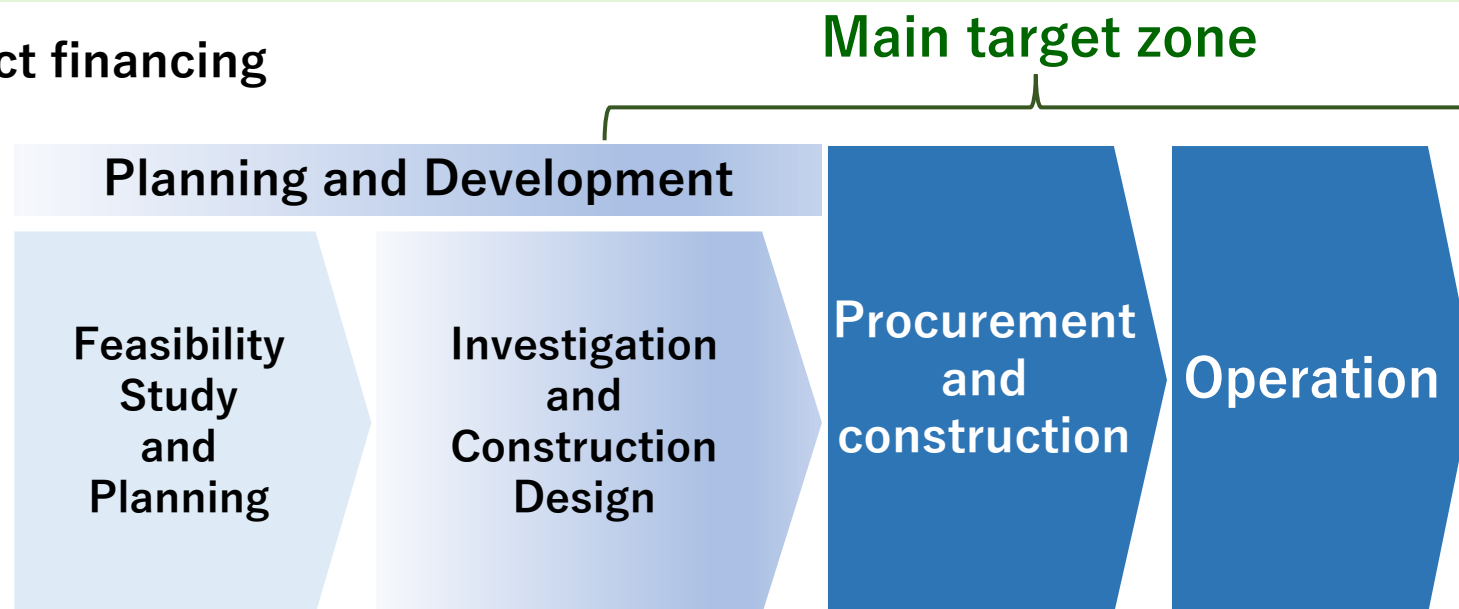 ct financing
Main target zone
Planning and Development
Feasibility
Study
and
Planning
Investigation
and
Construction
Design
Procurement
and
construction
Operation